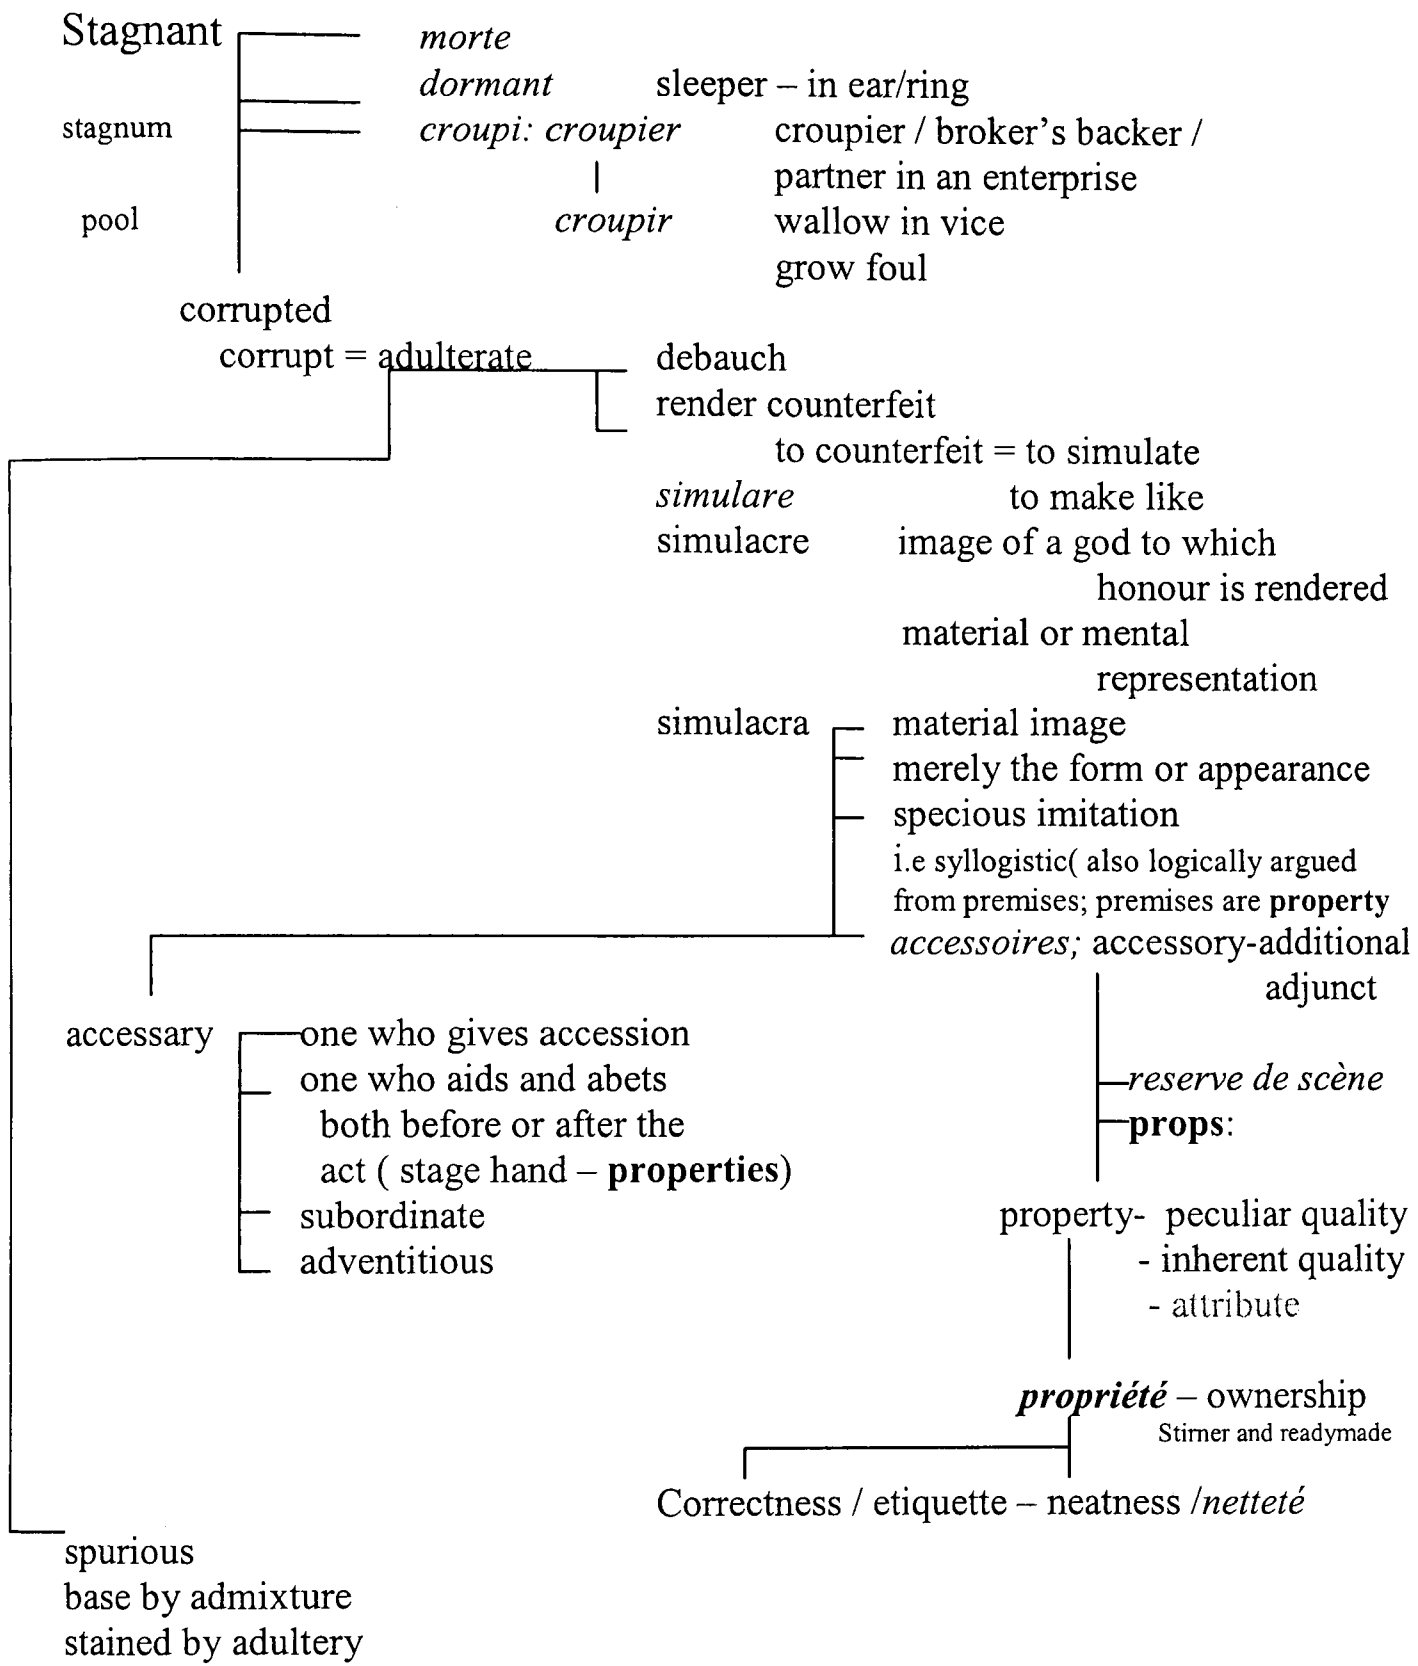 Stagnant morte
dormant sleeper – in ear/ring
stagnum croupi: croupier croupier / broker's backer /
partner in an enterprise
pool croupir wallow in vice
grow foul
corrupted
corrupt = adulterate debauch
render counterfeit
to counterfeit = to simulate
simulare to make like
simulacre image of a god to which
honour is rendered
material or mental
representation
simulacra material image
merely the form or appearance
specious imitation
i.e syllogistic( also logically argued
from premises; premises are property
accessoires; accessory-additional
adjunct
accessary one who gives accession
one who aids and abets reserve de scène
both before or after the props:
act ( stage hand – properties)
subordinate property- peculiar quality
adventitious - inherent quality
- attribute
propriété – ownership
Stirner and readymade
Correctness / etiquette – neatness /netteté
spurious
base by admixture
stained by adultery